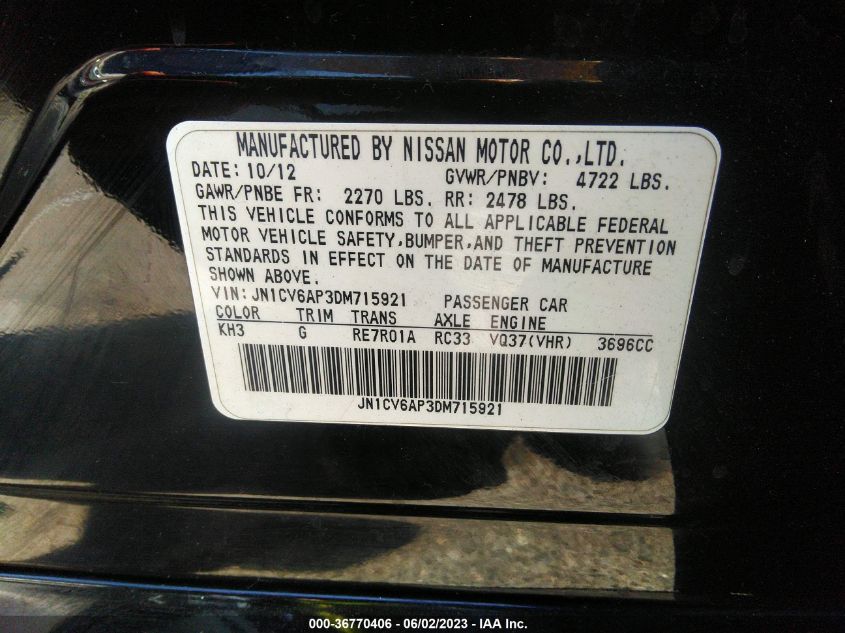 MANUFACTURED BY NISSAN MOTOR CO.,LTD.
DATE: 10/12 GVWR/PNBV: 4722 LBS.
GAWR/PNBE FR: 2270 LBS. RR: 2478 LBS.
THIS VEHICLE CONFORMS TO ALL APPLICABLE FEDERAL
MOTOR VEHICLE SAFETY,BUMPER,AND THEFT PREVENTION
STANDARDS IN EFFECT ON THE DATE OF MANUFACTURE
SHOWN ABOVE.
VIN: JN1CV6AP3DM715921 PASSENGER CAR
COLOR TRIM TRANS AXLE ENGINE
KH3 G RE7R01A RC33 VQ37(VHR) 3696CC
JN1CV6AP3DM715921
000-36770406 - 06/02/2023 - IAA Inc.